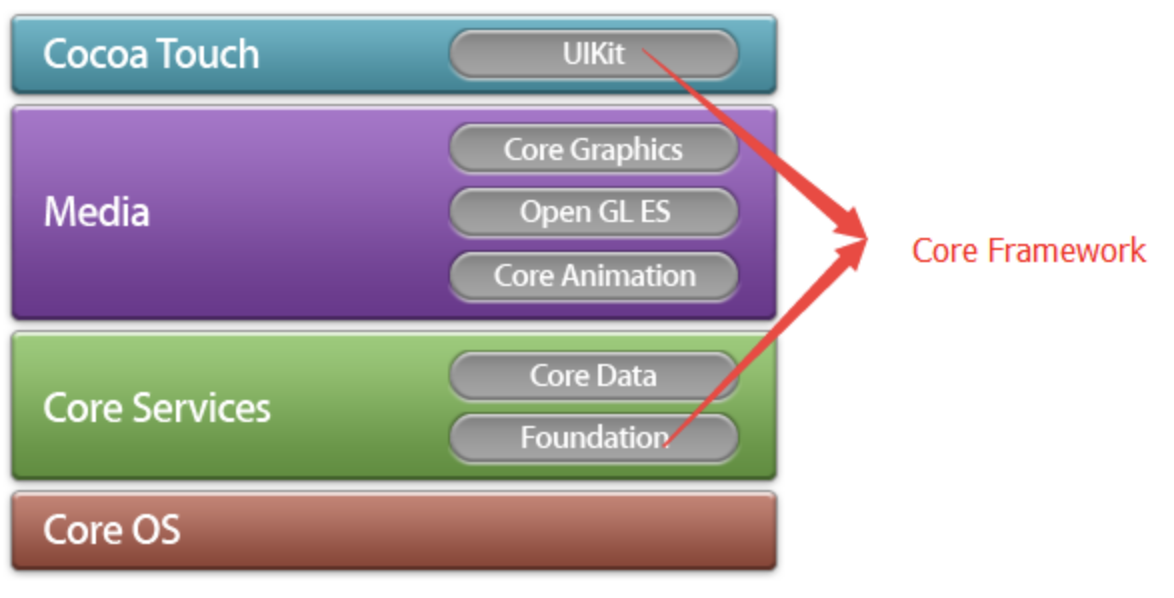 Cocoa Touch
UIKit
Media
Core Graphics
Open GL ES
Core Animation
Core Framework
Core Services
Core Data
Foundation
Core OS